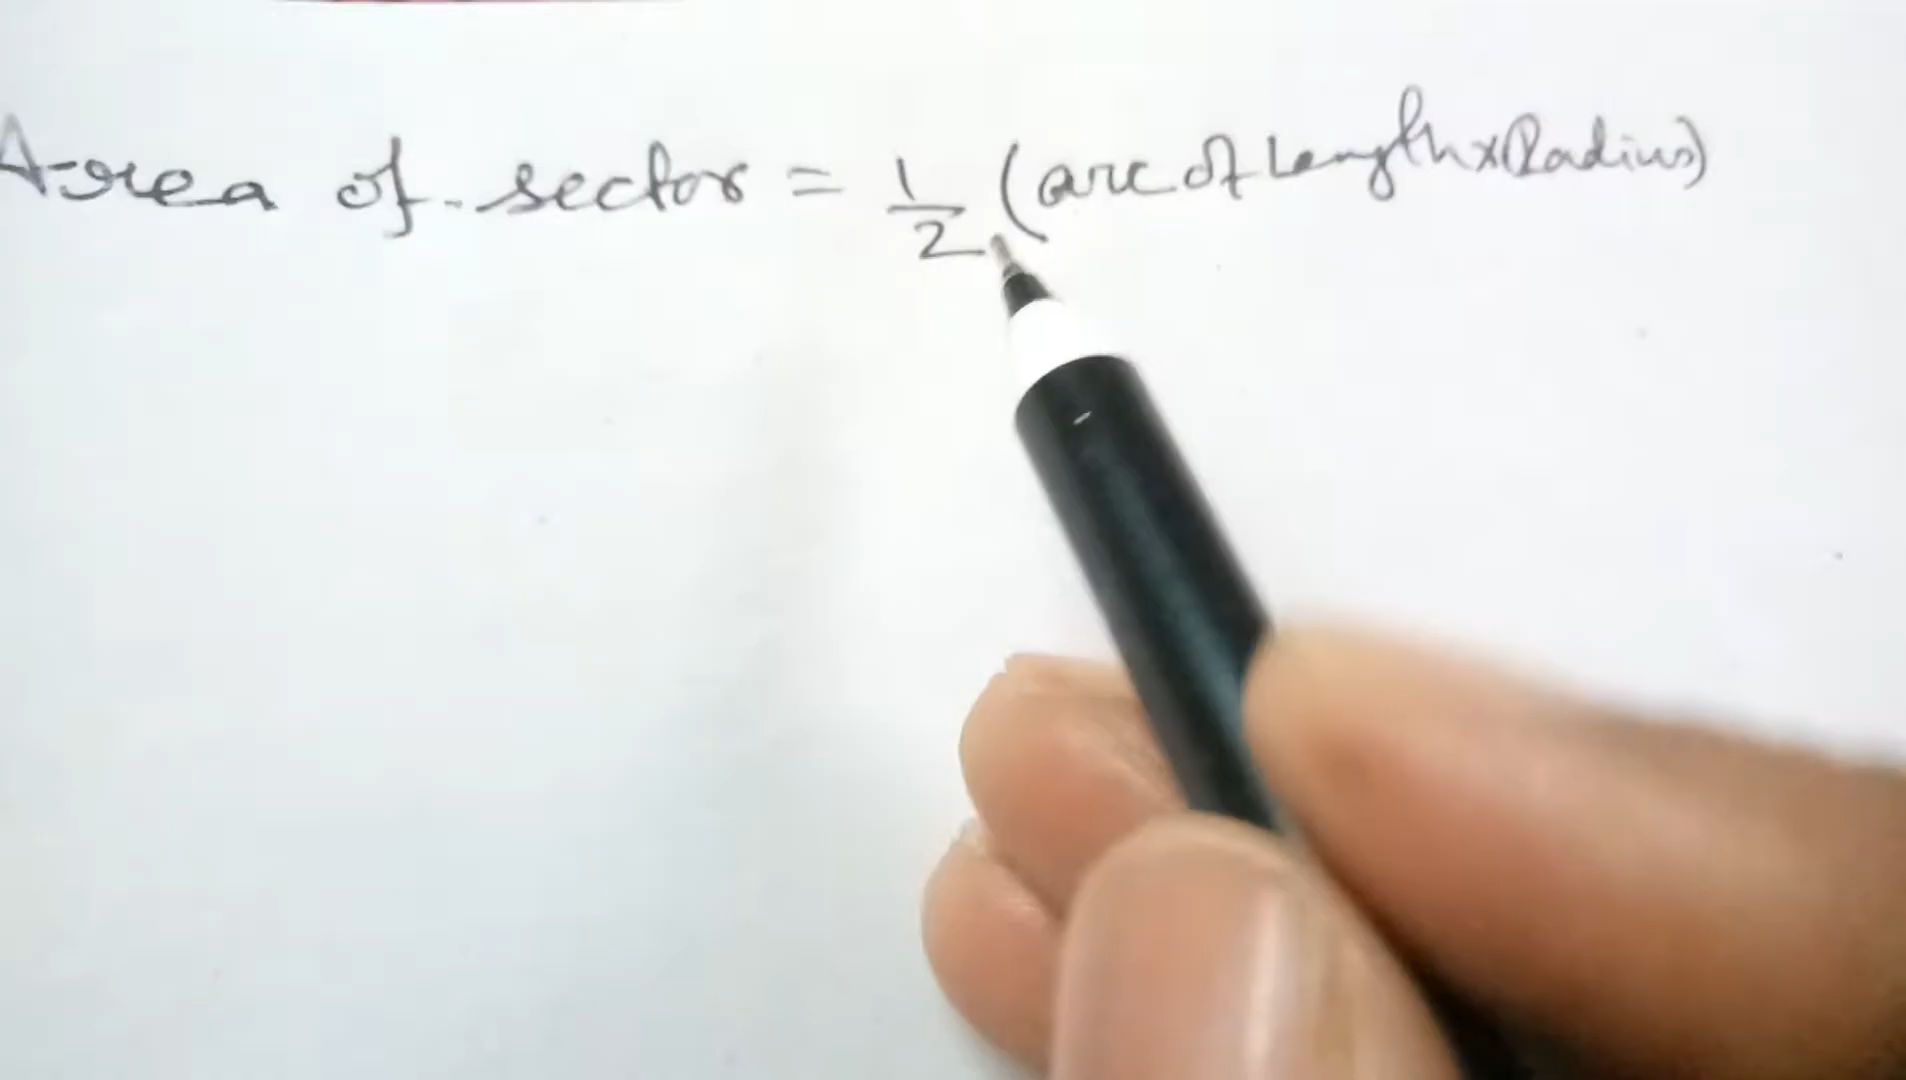 Area of sector = 1/2 (arc of Length x Radius)